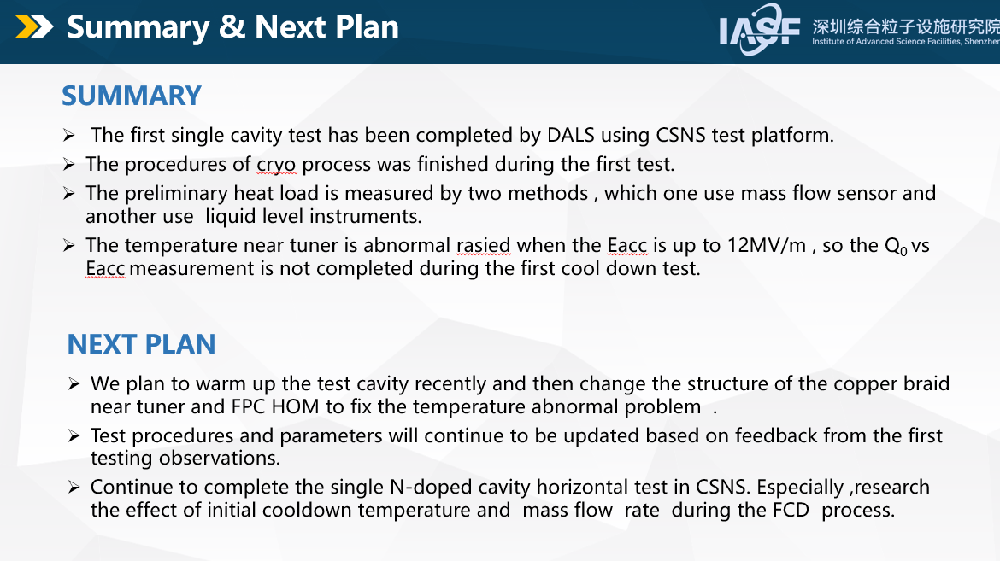 Summary & Next Plan
IASF
深圳综合粒子设施研究院
Institute of Advanced Science Facilities, Shenzhen
SUMMARY
➢ The first single cavity test has been completed by DALS using CSNS test platform.
➢ The procedures of cryo process was finished during the first test.
➢ The preliminary heat load is measured by two methods , which one use mass flow sensor and
another use liquid level instruments.
➢ The temperature near tuner is abnormal rasied when the Eacc is up to 12MV/m , so the Q₀ vs
Eacc measurement is not completed during the first cool down test.
NEXT PLAN
➢ We plan to warm up the test cavity recently and then change the structure of the copper braid
near tuner and FPC HOM to fix the temperature abnormal problem .
➢ Test procedures and parameters will continue to be updated based on feedback from the first
testing observations.
➢ Continue to complete the single N-doped cavity horizontal test in CSNS. Especially ,research
the effect of initial cooldown temperature and mass flow rate during the FCD process.